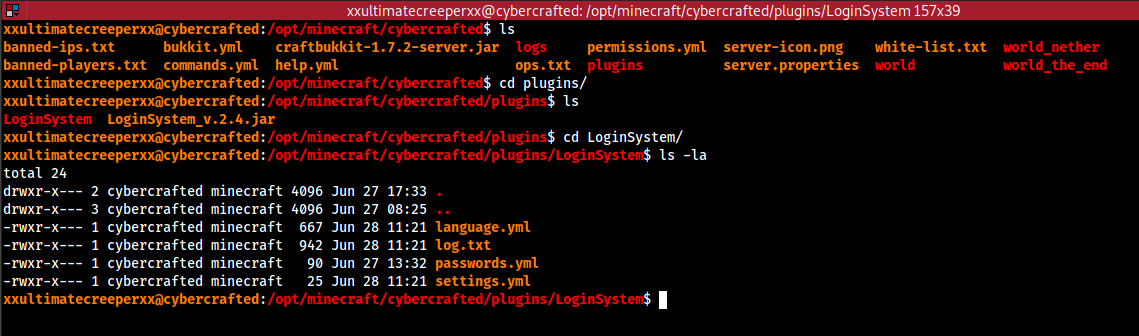 xxultimatecreeperxx@cybercrafted: /opt/minecraft/cybercrafted/plugins/LoginSystem 157x39
xxultimatecreeperxx@cybercrafted:/opt/minecraft/cybercrafted$ ls
banned-ips.txt      bukkit.yml    craftbukkit-1.7.2-server.jar  logs     permissions.yml  server-icon.png    white-list.txt  world_nether
banned-players.txt  commands.yml  help.yml                      ops.txt  plugins          server.properties  world           world_the_end
xxultimatecreeperxx@cybercrafted:/opt/minecraft/cybercrafted$ cd plugins/
xxultimatecreeperxx@cybercrafted:/opt/minecraft/cybercrafted/plugins$ ls
LoginSystem  LoginSystem_v.2.4.jar
xxultimatecreeperxx@cybercrafted:/opt/minecraft/cybercrafted/plugins$ cd LoginSystem/
xxultimatecreeperxx@cybercrafted:/opt/minecraft/cybercrafted/plugins/LoginSystem$ ls -la
total 24
drwxr-x--- 2 cybercrafted minecraft 4096 Jun 27 17:33 .
drwxr-x--- 3 cybercrafted minecraft 4096 Jun 27 08:25 ..
-rwxr-x--- 1 cybercrafted minecraft  667 Jun 28 11:21 language.yml
-rwxr-x--- 1 cybercrafted minecraft  942 Jun 28 11:21 log.txt
-rwxr-x--- 1 cybercrafted minecraft   90 Jun 27 13:32 passwords.yml
-rwxr-x--- 1 cybercrafted minecraft   25 Jun 28 11:21 settings.yml
xxultimatecreeperxx@cybercrafted:/opt/minecraft/cybercrafted/plugins/LoginSystem$